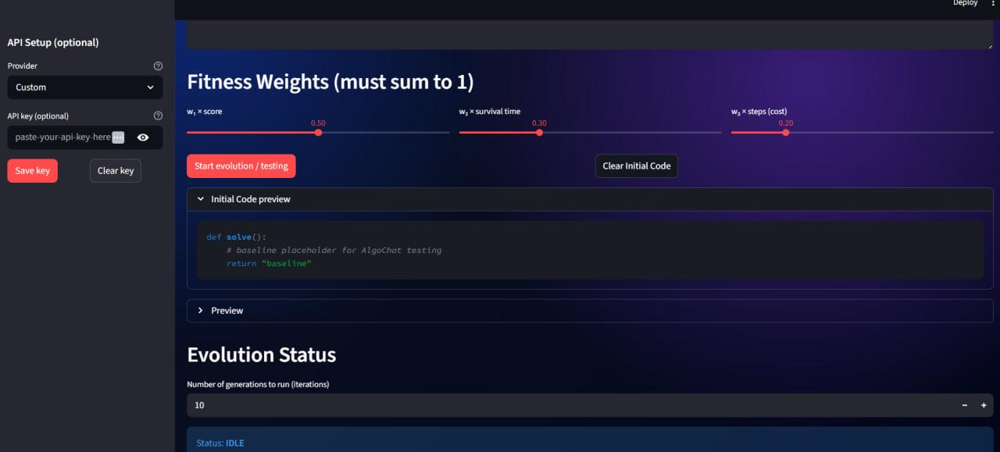 Deploy
API Setup (optional)
Provider
Custom
API key (optional)
paste-your-api-key-here
Save key
Clear key
Fitness Weights (must sum to 1)
w₁ × score
w₂ × survival time
w₃ × steps (cost)
0.50
0.30
0.20
Start evolution / testing
Clear Initial Code
Initial Code preview
def solve():
    # baseline placeholder for AlgoChat testing
    return "baseline"
Preview
Evolution Status
Number of generations to run (iterations)
10
Status: IDLE